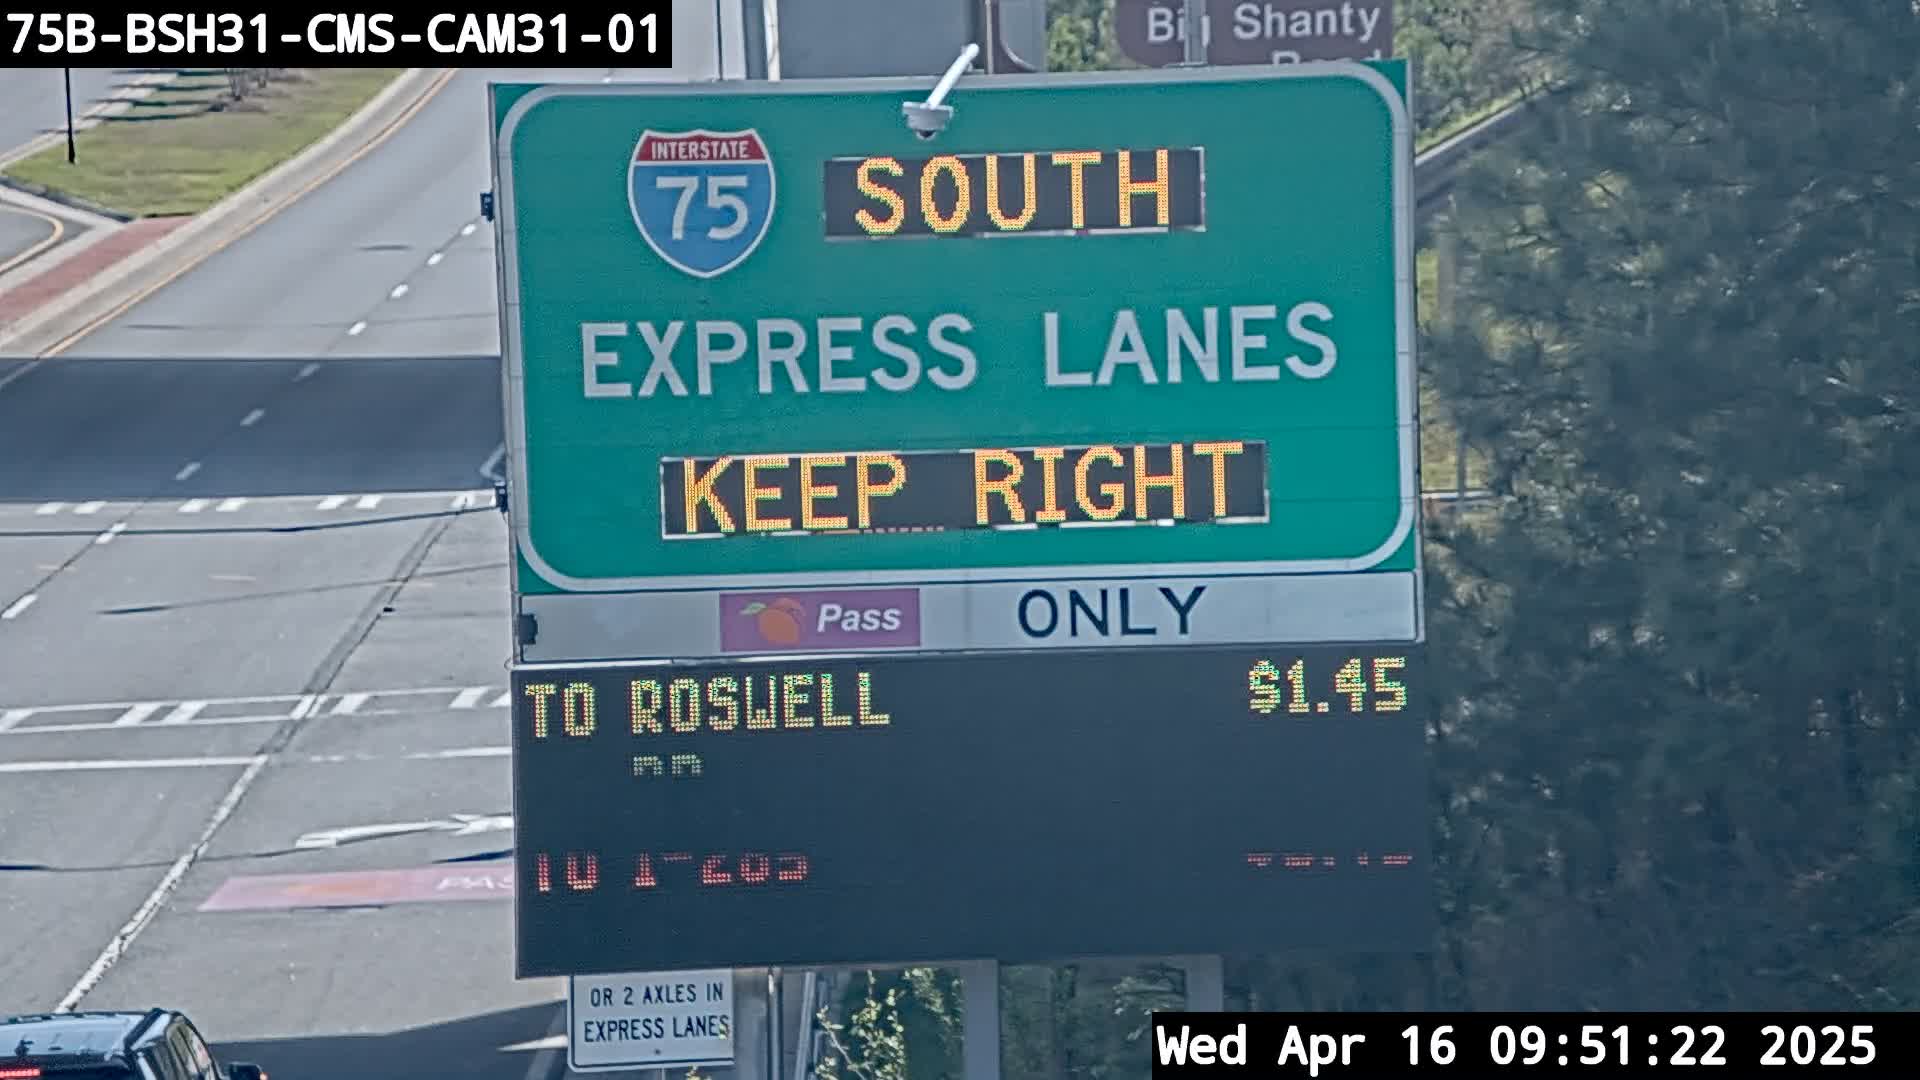 75B-BSH31-CMS-CAM31-01
Big Shanty
INTERSTATE
75
SOUTH
EXPRESS LANES
KEEP RIGHT
Pass
ONLY
TO ROSWELL $1.45
OR 2 AXLES IN
EXPRESS LANES
Wed Apr 16 09:51:22 2025